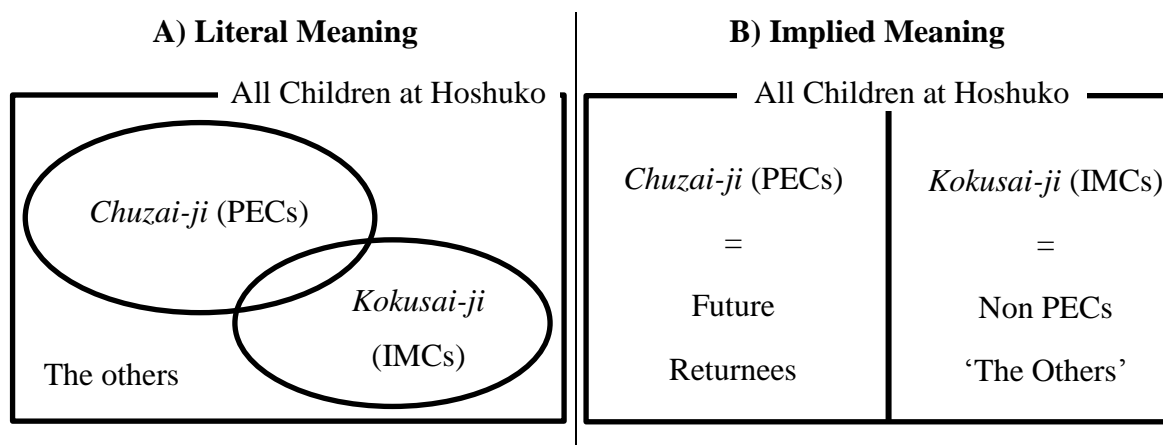 A) Literal Meaning
All Children at Hoshuko
Chuzai-ji (PECs)
Kokusai-ji
(IMCs)
The others
B) Implied Meaning
All Children at Hoshuko
Chuzai-ji (PECs)
=
Future
Returnees
Kokusai-ji (IMCs)
=
Non PECs
‘The Others’